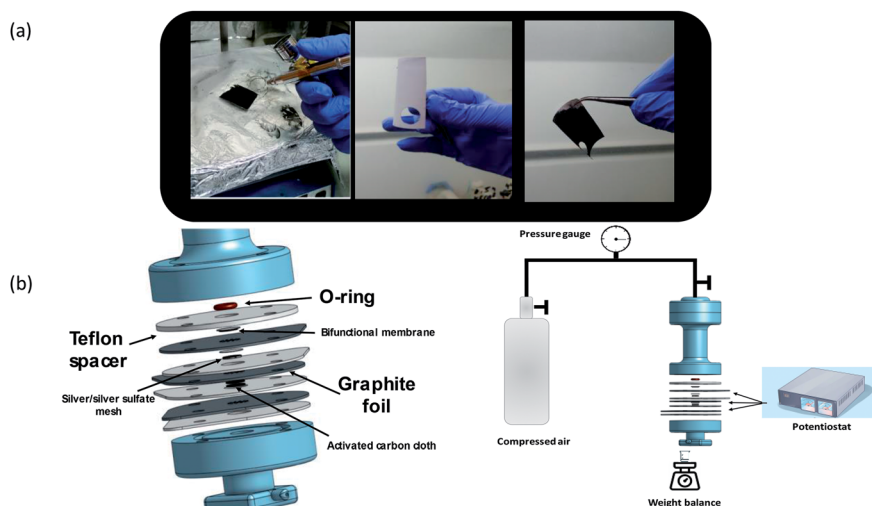 (a)
(b)
O-ring
Bifunctional membrane
Teflon
spacer
Silver/silver sulfate
mesh
Graphite
foil
Activated carbon cloth
Pressure gauge
Compressed air
Potentiostat
Weight balance